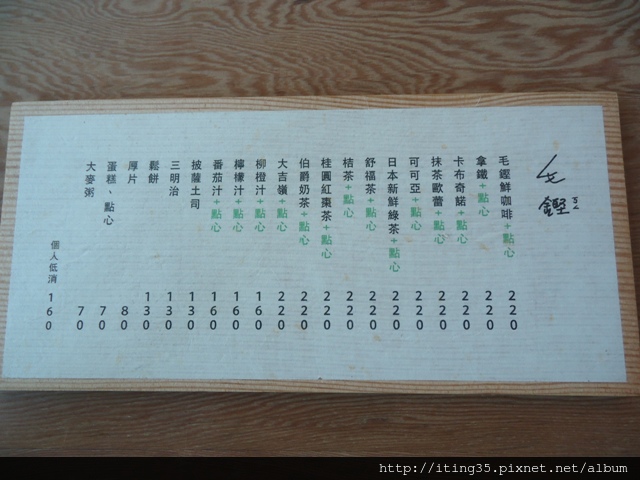 毛鏗
毛鏗鮮咖啡+點心 220
拿鐵+點心 220
卡布奇諾+點心 220
抹茶歐蕾+點心 220
可可亞+點心 220
日本新鮮綠茶+點心 220
舒福茶+點心 220
桔茶+點心 220
桂圓紅棗茶+點心 220
伯爵奶茶+點心 220
大吉嶺+點心 220
柳橙汁+點心 160
檸檬汁+點心 160
番茄汁+點心 160
披薩土司 130
三明治 130
鬆餅 130
厚片 80
蛋糕、點心 70
大麥粥 70
個人低消 160
http://iting35.pixnet.net/album